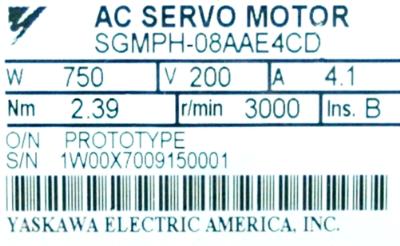 AC SERVO MOTOR
SGMPH-08AAE4CD
W 750 V 200 A 4.1
Nm 2.39 r/min 3000 Ins. B
O/N PROTOTYPE
S/N 1W00X7009150001
YASKAWA ELECTRIC AMERICA, INC.